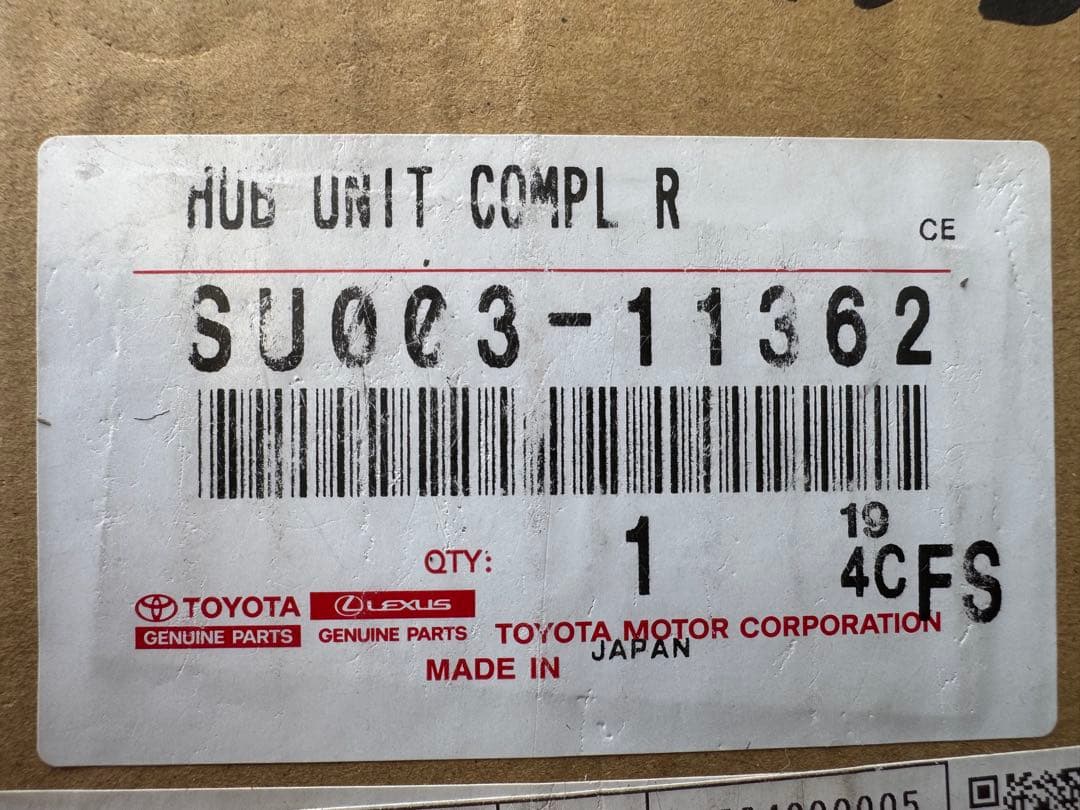 HUB UNIT COMPL R
CE
SU003-11362
19
QTY: 1
4CFS
TOYOTA LEXUS
GENUINE PARTS GENUINE PARTS TOYOTA MOTOR CORPORATION
MADE IN JAPAN